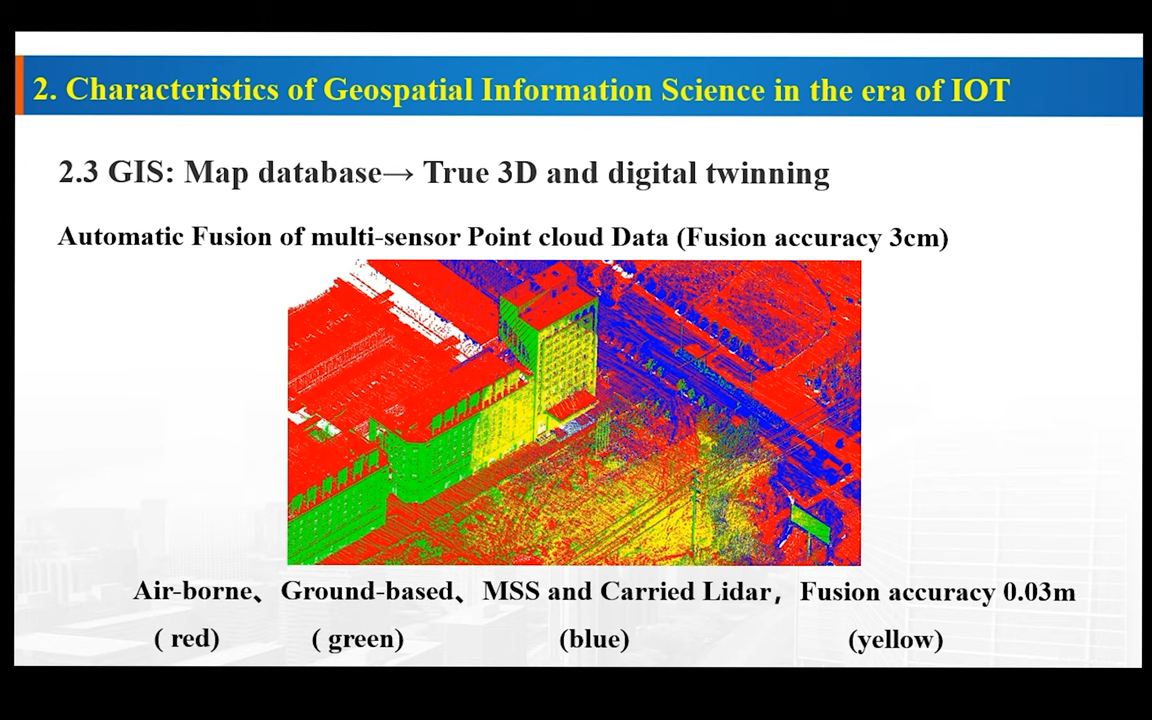 2. Characteristics of Geospatial Information Science in the era of IOT
2.3 GIS: Map database→ True 3D and digital twinning
Automatic Fusion of multi-sensor Point cloud Data (Fusion accuracy 3cm)
Air-borne、 Ground-based、 MSS and Carried Lidar， Fusion accuracy 0.03m
( red) ( green) (blue) (yellow)